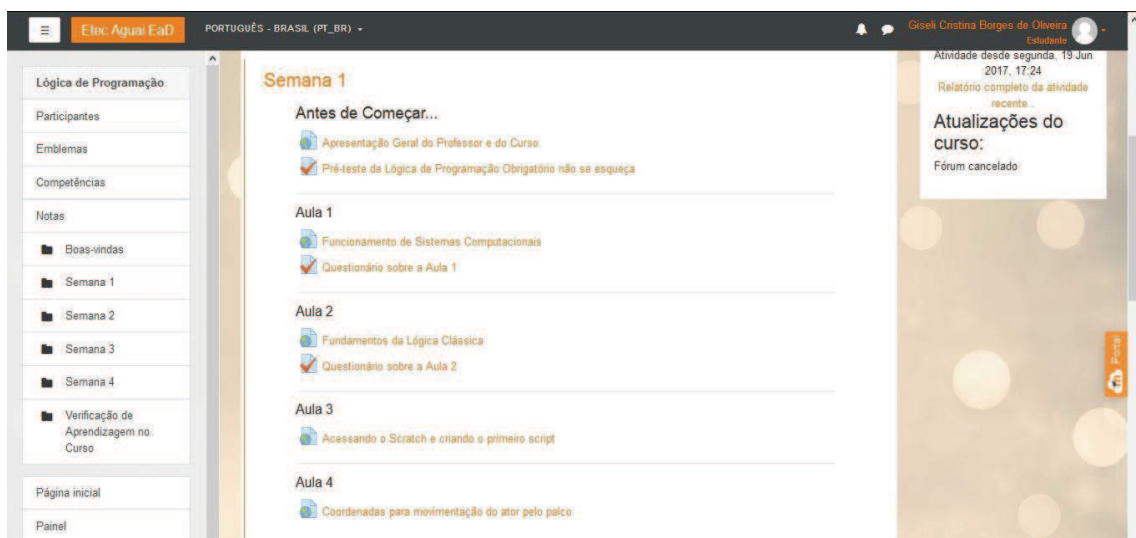 Etec Aguaí EaD
PORTUGUÊS - BRASIL (PT_BR)
Giseli Cristina Borges de Oliveira
Estudante
Lógica de Programação
Participantes
Emblemas
Competências
Notas
Boas-vindas
Semana 1
Semana 2
Semana 3
Semana 4
Verificação de
Aprendizagem no
Curso
Página inicial
Painel
Semana 1
Antes de Começar...
Apresentação Geral do Professor e do Curso.
Pré-teste de Lógica de Programação Obrigatório não se esqueça
Aula 1
Funcionamento de Sistemas Computacionais
Questionário sobre a Aula 1
Aula 2
Fundamentos da Lógica Clássica
Questionário sobre a Aula 2
Aula 3
Acessando o Scratch e criando o primeiro script
Aula 4
Coordenadas para movimentação do ator pelo palco
Atividade desde segunda, 19 Jun
2017, 17:24
Relatório completo da atividade
recente...
Atualizações do
curso:
Fórum cancelado
Portal